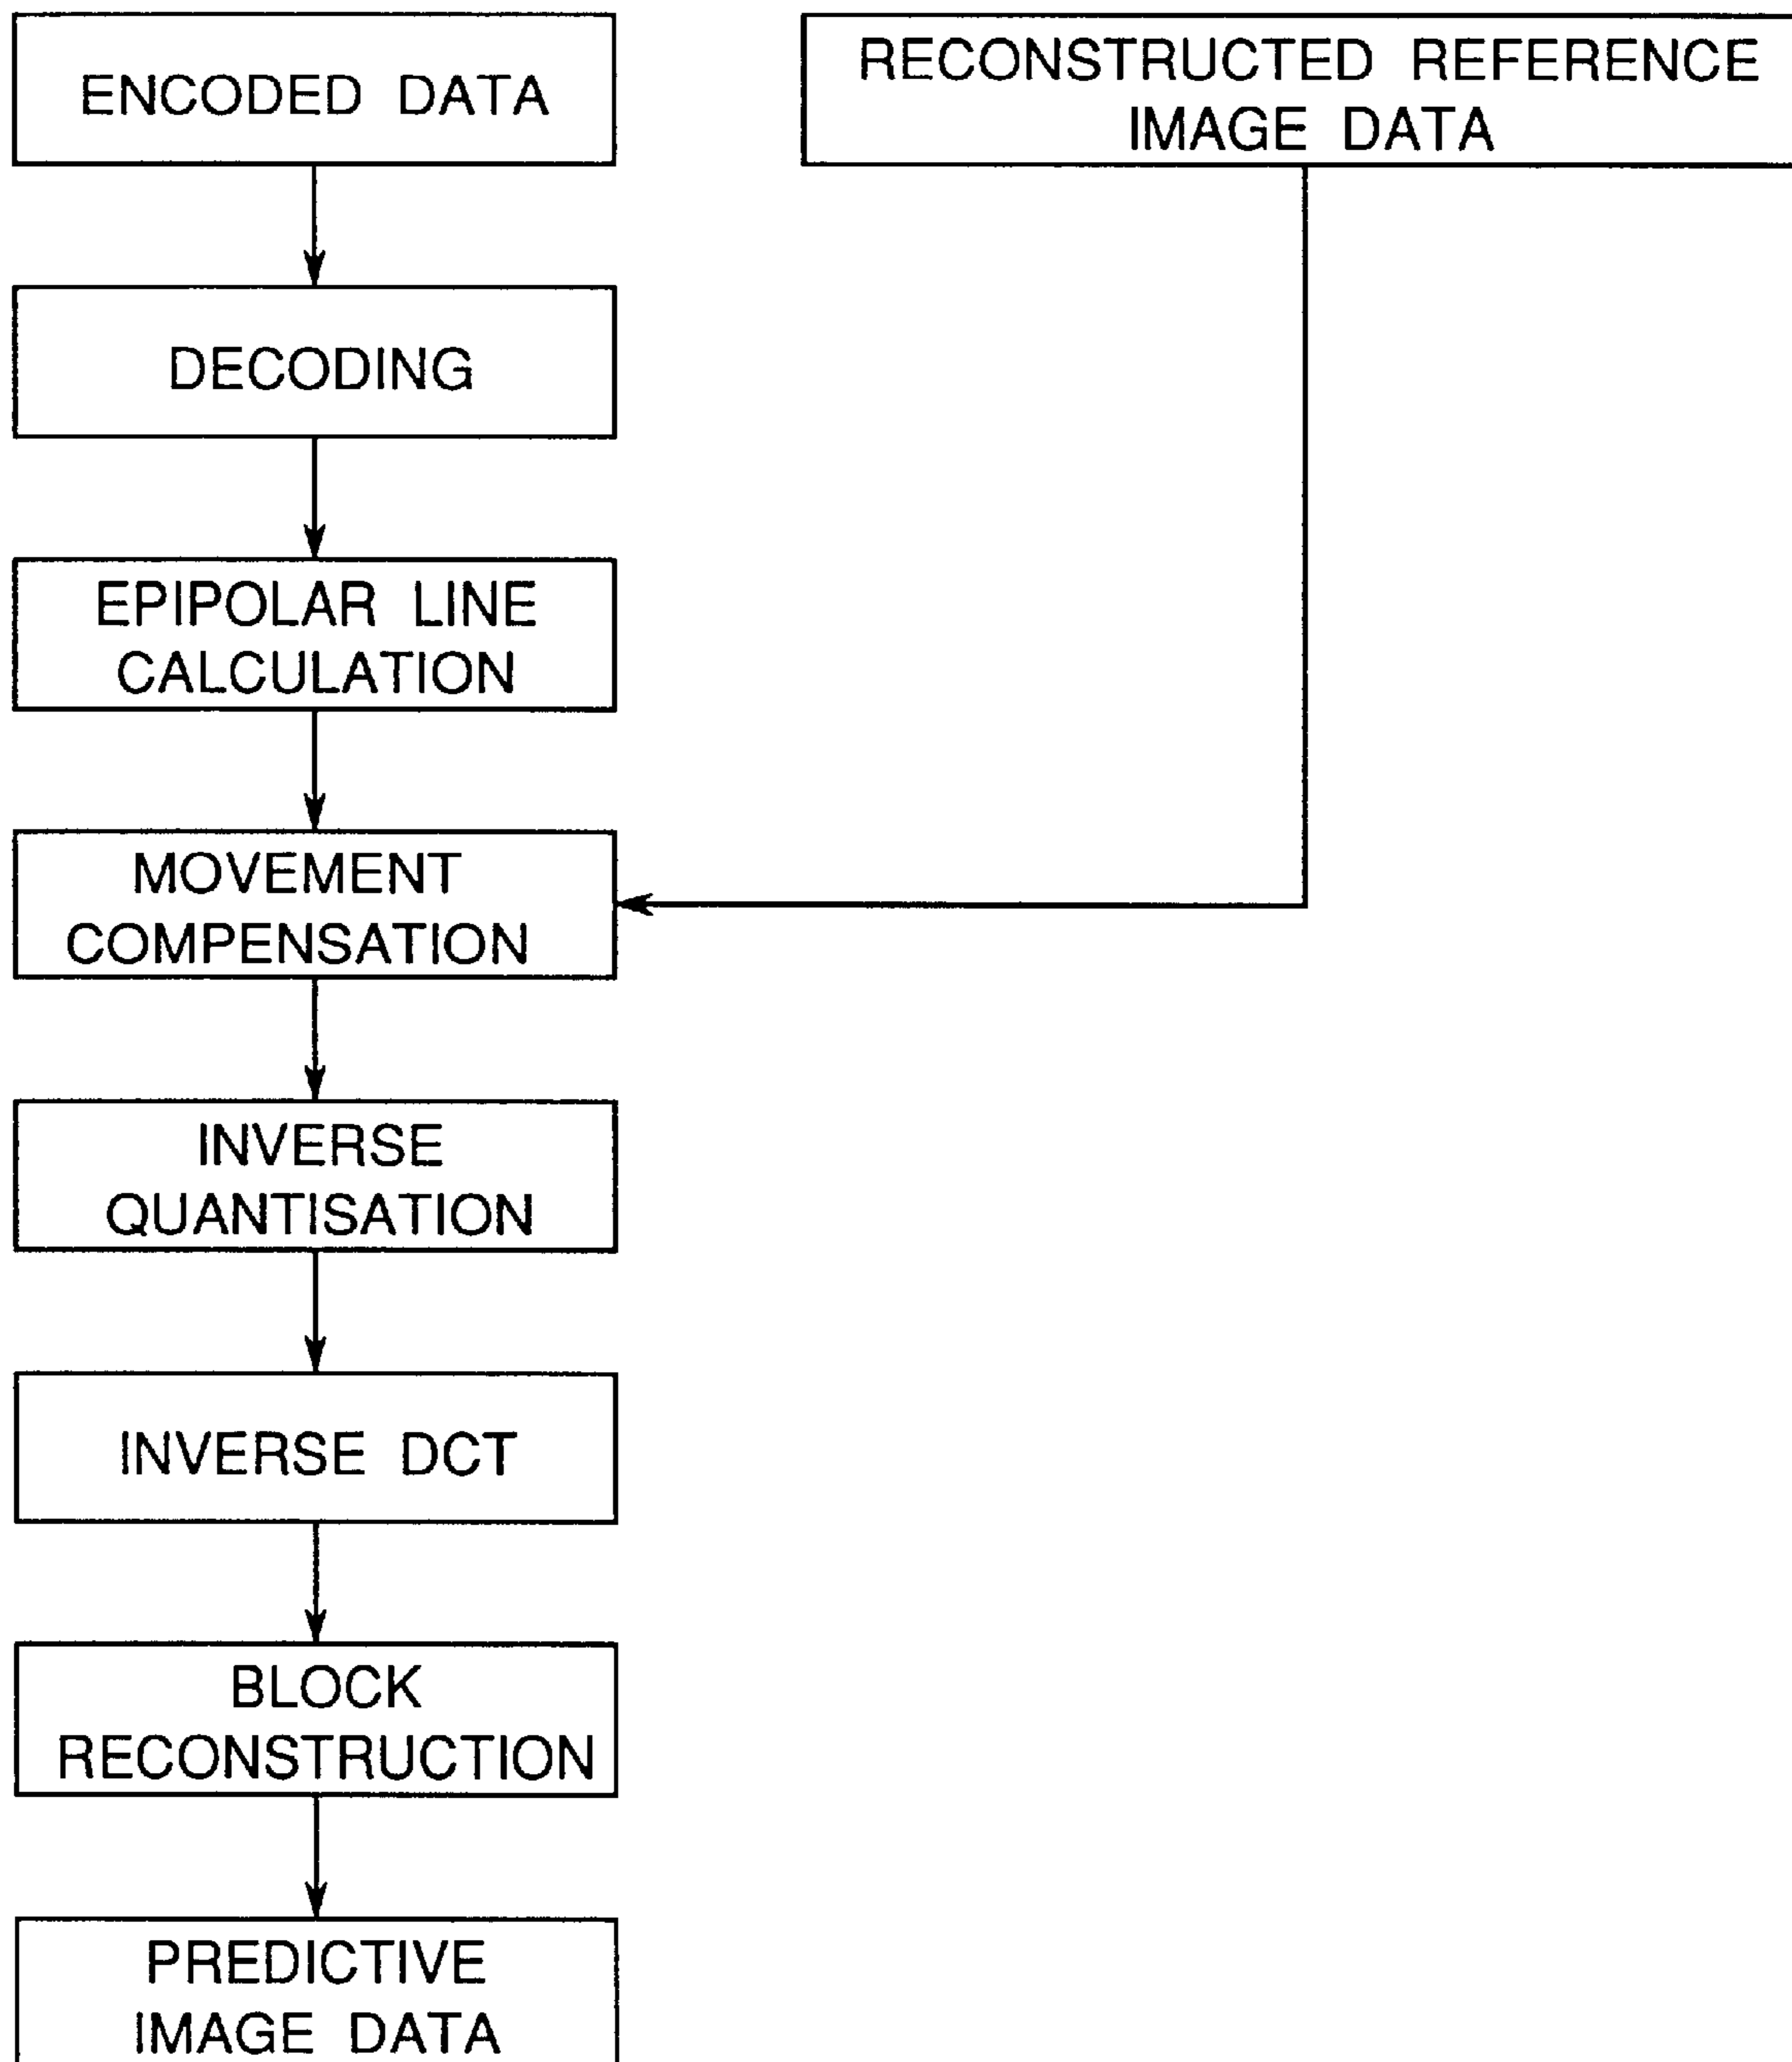 ENCODED DATA
RECONSTRUCTED REFERENCE
IMAGE DATA
DECODING
EPIPOLAR LINE
CALCULATION
MOVEMENT
COMPENSATION
INVERSE
QUANTISATION
INVERSE DCT
BLOCK
RECONSTRUCTION
PREDICTIVE
IMAGE DATA